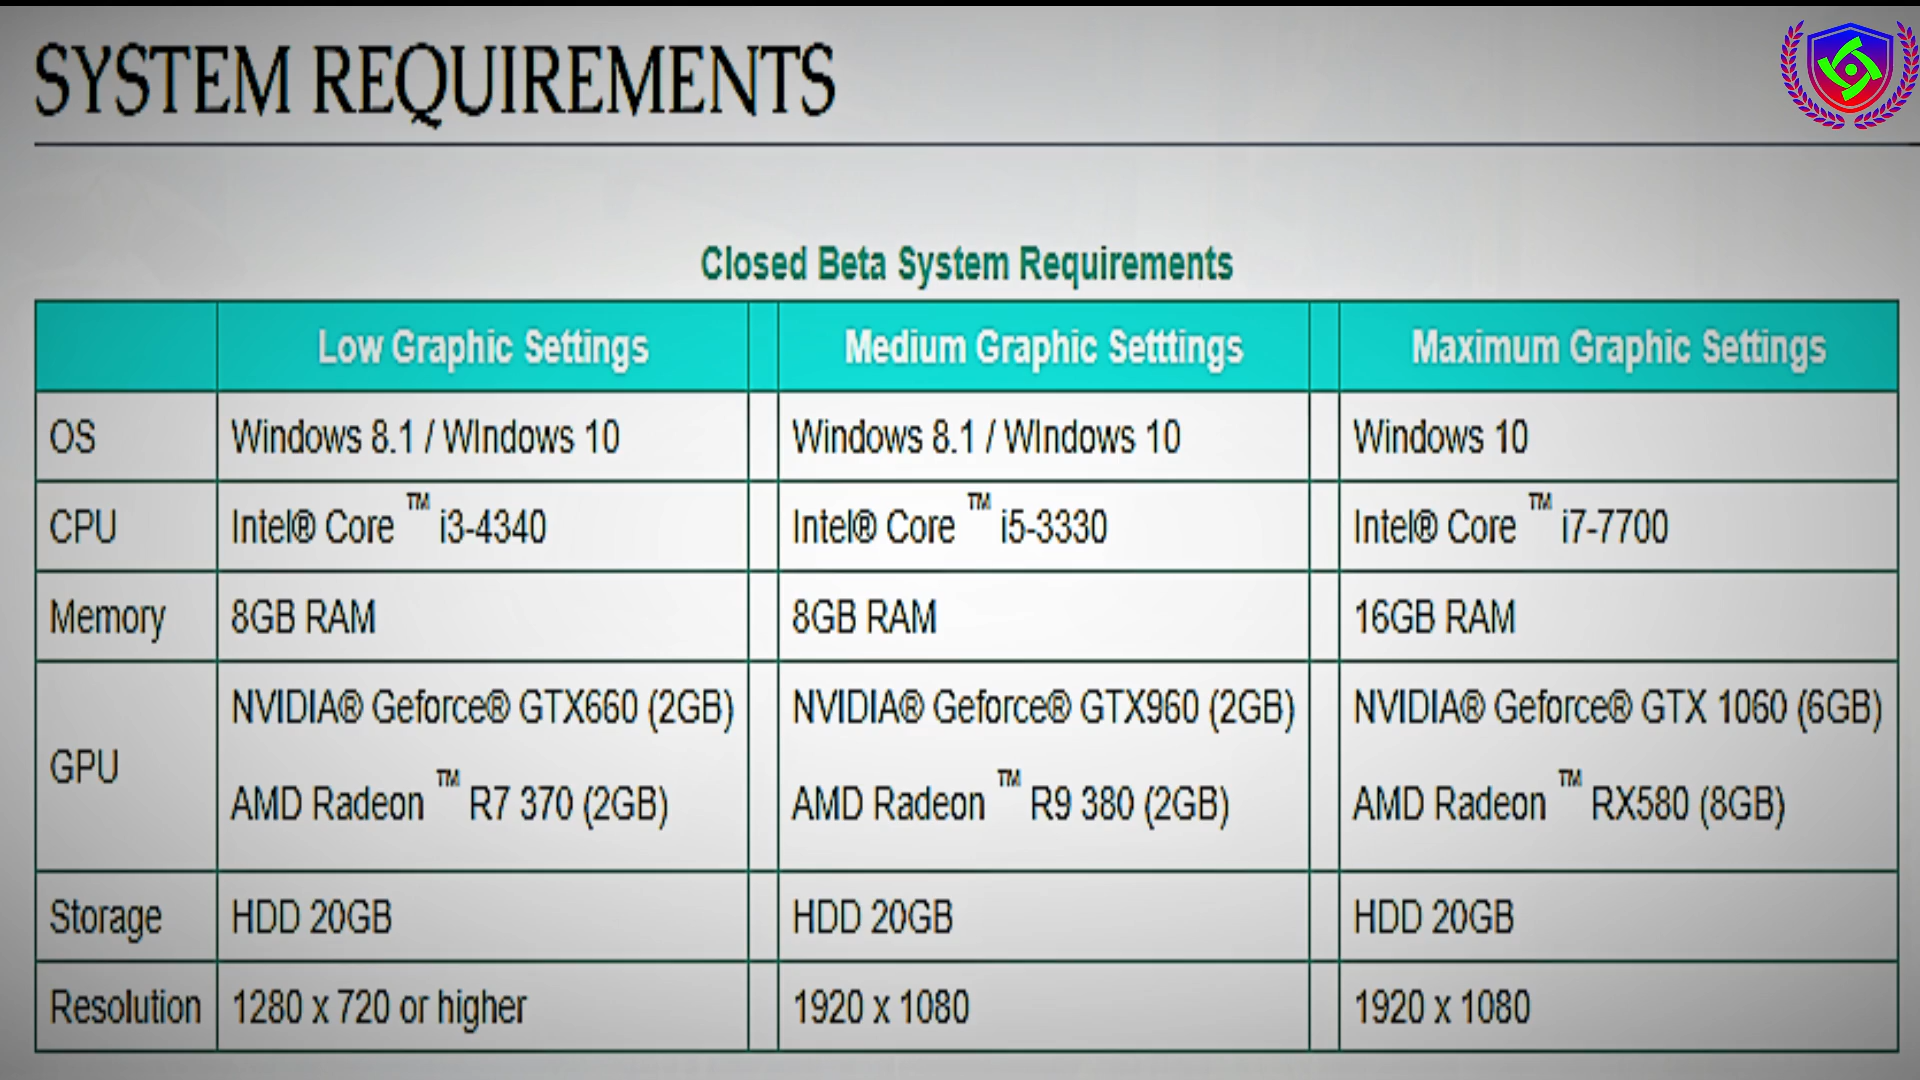 SYSTEM REQUIREMENTS
Closed Beta System Requirements
Low Graphic Settings Medium Graphic Setttings Maximum Graphic Settings
OS Windows 8.1 / WIndows 10 Windows 8.1 / WIndows 10 Windows 10
CPU Intel® Core ™ i3-4340 Intel® Core ™ i5-3330 Intel® Core ™ i7-7700
Memory 8GB RAM 8GB RAM 16GB RAM
GPU NVIDIA® Geforce® GTX660 (2GB) NVIDIA® Geforce® GTX960 (2GB) NVIDIA® Geforce® GTX 1060 (6GB)
AMD Radeon ™ R7 370 (2GB) AMD Radeon ™ R9 380 (2GB) AMD Radeon ™ RX580 (8GB)
Storage HDD 20GB HDD 20GB HDD 20GB
Resolution 1280 x 720 or higher 1920 x 1080 1920 x 1080